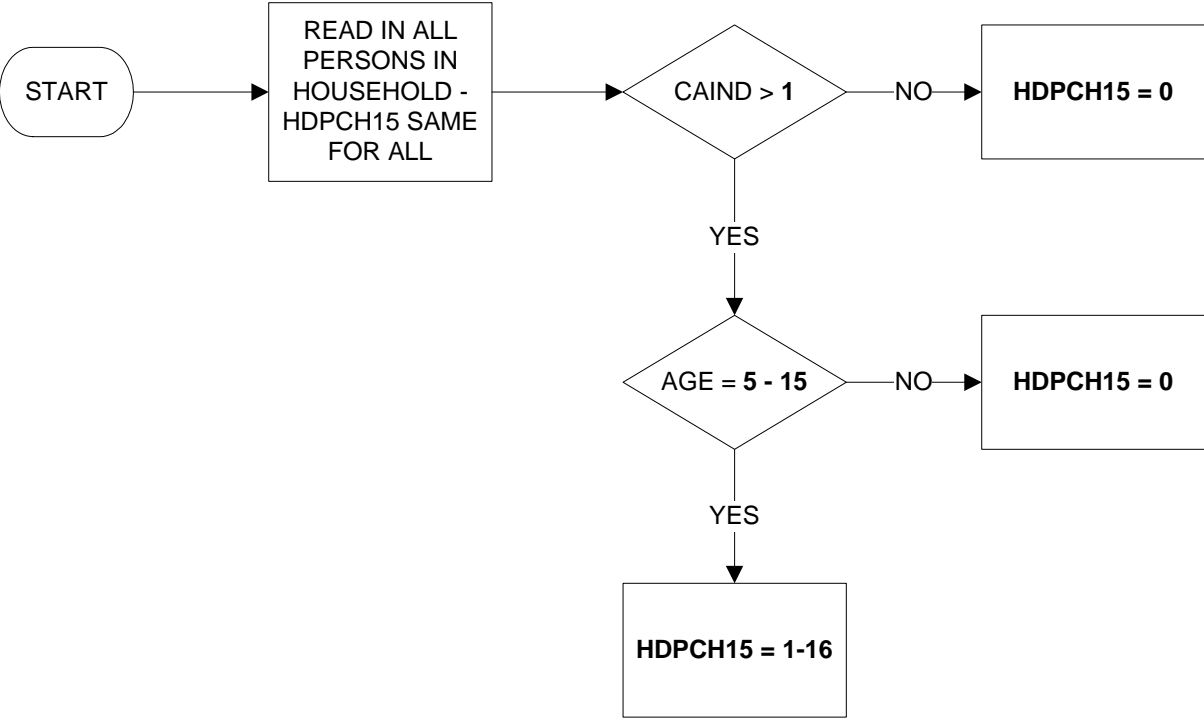 START
READ IN ALL
PERSONS IN
HOUSEHOLD -
HDPCH15 SAME
FOR ALL
CAIND > 1
NO
HDPCH15 = 0
YES
AGE = 5 - 15
NO
HDPCH15 = 0
YES
HDPCH15 = 1-16